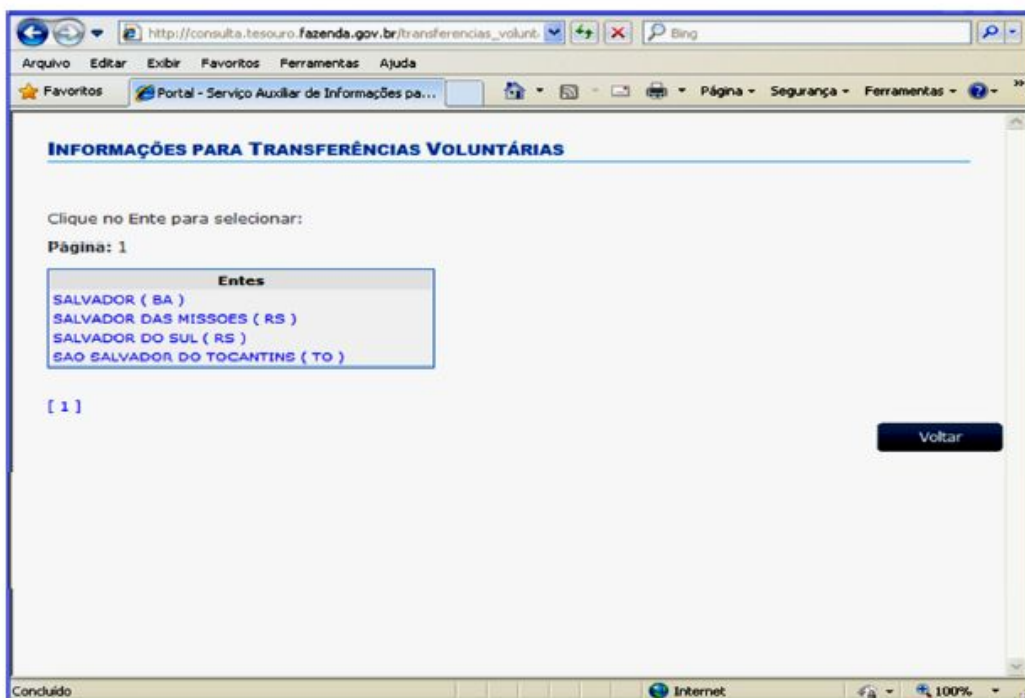 http://consulta.tesouro.fazenda.gov.br/transferencias_volunt
Bing
Arquivo Editar Exibir Favoritos Ferramentas Ajuda
Favoritos Portal - Serviço Auxiliar de Informações pa... Página Segurança Ferramentas
INFORMAÇÕES PARA TRANSFERÊNCIAS VOLUNTÁRIAS
Clique no Ente para selecionar:
Página: 1
Entes
SALVADOR ( BA )
SALVADOR DAS MISSOES ( RS )
SALVADOR DO SUL ( RS )
SAO SALVADOR DO TOCANTINS ( TO )
[ 1 ]
Voltar
Concluído Internet 100%